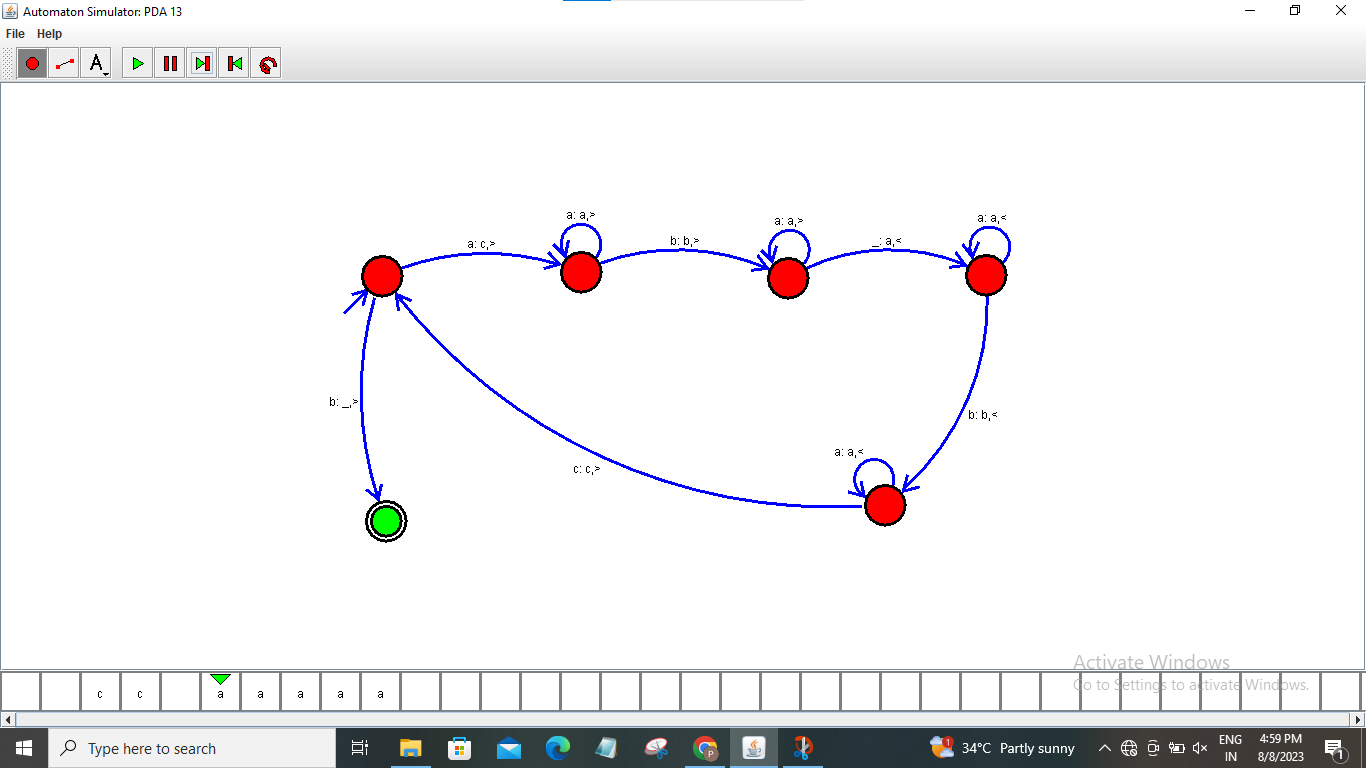 Automaton Simulator: PDA 13
File Help
A
a: a,>
a: a,>
a: a,<
a: c,>
b: b,>
_: a,<
b: _,>
b: b,<
a: a,<
c: c,>
Activate Windows
Go to Settings to activate Windows.
c c a a a a a
Type here to search
1
34°C Partly sunny
ENG
IN
4:59 PM
8/8/2023
1